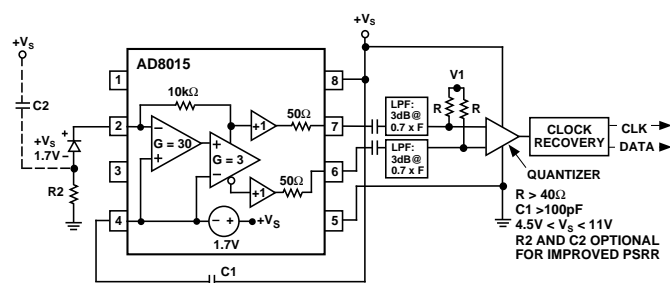 +VS
+VS
AD8015
C2
1
8
10kΩ
+1
50Ω
V1
LPF:
3dB@
0.7 x F
R
R
2
7
+VS
1.7V
+
–
–
+
G = 30
+
–
G = 3
CLOCK
RECOVERY
CLK
DATA
3
6
+1
50Ω
LPF:
3dB@
0.7 x F
QUANTIZER
R2
4
5
– +
+VS
1.7V
C1
R > 40Ω
C1 >100pF
4.5V < VS < 11V
R2 AND C2 OPTIONAL
FOR IMPROVED PSRR